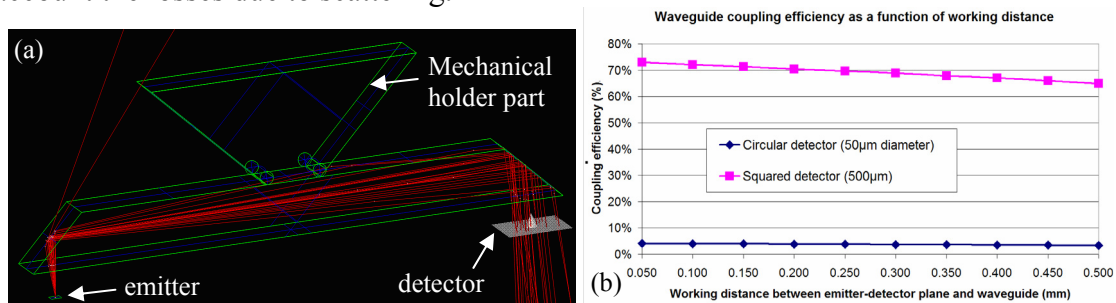 (a)
Mechanical
holder part
emitter
detector
Waveguide coupling efficiency as a function of working distance
Coupling efficiency (%)
80%
70%
60%
50%
40%
30%
20%
10%
0%
Circular detector (50µm diameter)
Squared detector (500µm)
0.050 0.100 0.150 0.200 0.250 0.300 0.350 0.400 0.450 0.500
(b) Working distance between emitter-detector plane and waveguide (mm)